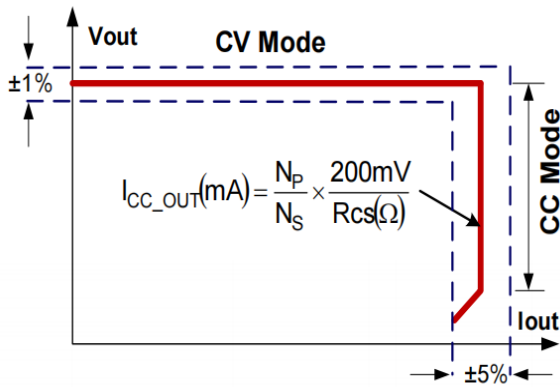 Vout
CV Mode
±1%
I_CC_OUT(mA) = N_P/N_S × 200mV/Rcs(Ω)
CC Mode
Iout
±5%